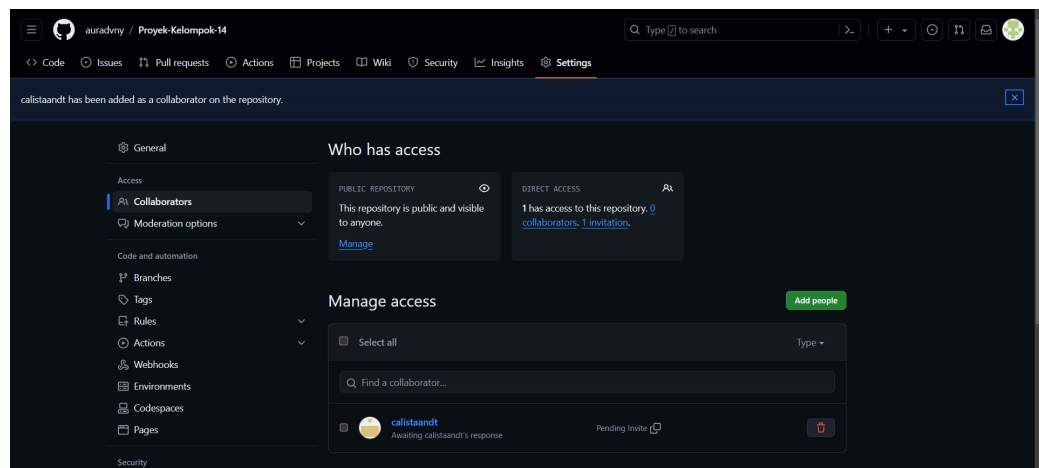 auradvny / Proyek-Kelompok-14
Type / to search
<> Code Issues Pull requests Actions Projects Wiki Security Insights Settings
calistaandt has been added as a collaborator on the repository.
General
Access
Collaborators
Moderation options
Code and automation
Branches
Tags
Rules
Actions
Webhooks
Environments
Codespaces
Pages
Security
Who has access
PUBLIC REPOSITORY
This repository is public and visible
to anyone.
Manage
DIRECT ACCESS
1 has access to this repository. 0
collaborators. 1 invitation.
Manage access
Add people
Select all
Type
Find a collaborator...
calistaandt
Awaiting calistaandt's response
Pending Invite